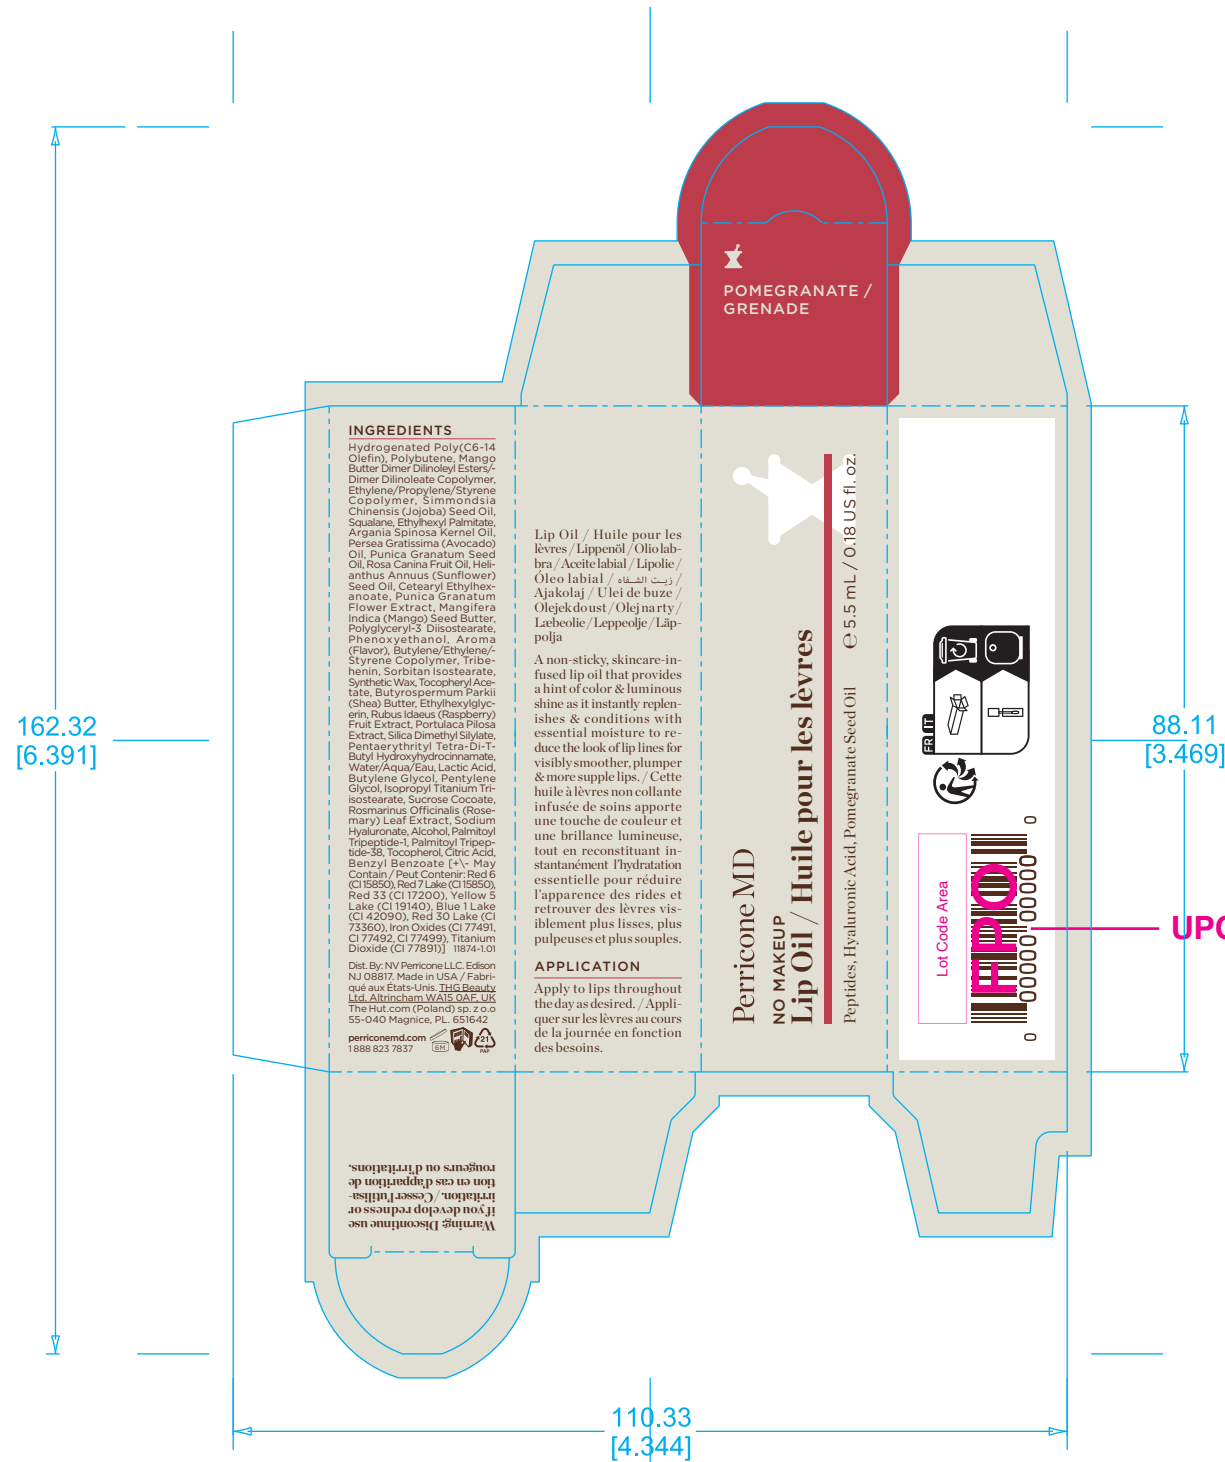 POMEGRANATE /
GRENADE
INGREDIENTS
Hydrogenated Poly(C6-14
Olefin), Polybutene, Mango
Butter Dimer Dilinoleyl Esters/-
Dimer Dilinoleate Copolymer,
Ethylene/Propylene/Styrene
Copolymer, Simmondsia
Chinensis (Jojoba) Seed Oil,
Squalane, Ethylhexyl Palmitate,
Argania Spinosa Kernel Oil,
Persea Gratissima (Avocado)
Oil, Punica Granatum Seed
Oil, Rosa Canina Fruit Oil, Heli-
anthus Annuus (Sunflower)
Seed Oil, Cetearyl Ethylhex-
anoate, Punica Granatum
Flower Extract, Mangifera
Indica (Mango) Seed Butter,
Polyglyceryl-3 Diisostearate,
Phenoxyethanol, Aroma
(Flavor), Butylene/Ethylene/-
Styrene Copolymer, Tribe-
henin, Sorbitan Isostearate,
Synthetic Wax, Tocopheryl Ace-
tate, Butyrospermum Parkii
(Shea) Butter, Ethylhexylglyc-
erin, Rubus Idaeus (Raspberry)
Fruit Extract, Portulaca Pilosa
Extract, Silica Dimethyl Silylate,
Pentaerythrityl Tetra-Di-T-
Butyl Hydroxyhydrocinnamate,
Water/Aqua/Eau, Lactic Acid,
Butylene Glycol, Pentylene
Glycol, Isopropyl Titanium Tri-
isostearate, Sucrose Cocoate,
Rosmarinus Officinalis (Rose-
mary) Leaf Extract, Sodium
Hyaluronate, Alcohol, Palmitoyl
Tripeptide-1, Palmitoyl Tripep-
tide-38, Tocopherol, Citric Acid,
Benzyl Benzoate [+\- May
Contain / Peut Contenir: Red 6
(CI 15850), Red 7 Lake (CI 15850),
Red 33 (CI 17200), Yellow 5
Lake (CI 19140), Blue 1 Lake
(CI 42090), Red 30 Lake (CI
73360), Iron Oxides (CI 77491,
CI 77492, CI 77499), Titanium
Dioxide (CI 77891)] 11874-1.01
Dist. By: NV Perricone LLC. Edison
NJ 08817. Made in USA / Fabri-
qué aux États-Unis. THG Beauty
Ltd. Altrincham WA15 0AF, UK
The Hut.com (Poland) sp. z o.o
55-040 Magnice, PL. 651642
perriconemd.com
1 888 823 7837
6M
21
PAP
Lip Oil / Huile pour les
lèvres / Lippenöl / Olio lab-
bra / Aceite labial / Lipolie /
Óleo labial / زيت الشفاه /
Ajakolaj / Ulei de buze /
Olejek do ust / Olej na rty /
Læbeolie / Leppeolje / Läp-
polja
A non-sticky, skincare-in-
fused lip oil that provides
a hint of color & luminous
shine as it instantly replen-
ishes & conditions with
essential moisture to re-
duce the look of lip lines for
visibly smoother, plumper
& more supple lips. / Cette
huile à lèvres non collante
infusée de soins apporte
une touche de couleur et
une brillance lumineuse,
tout en reconstituant in-
stantanément l'hydratation
essentielle pour réduire
l'apparence des rides et
retrouver des lèvres vis-
iblement plus lisses, plus
pulpeuses et plus souples.
APPLICATION
Apply to lips throughout
the day as desired. / Appli-
quer sur les lèvres au cours
de la journée en fonction
des besoins.
Perricone MD
NO MAKEUP
Lip Oil / Huile pour les lèvres
Peptides, Hyaluronic Acid, Pomegranate Seed Oil
℮ 5.5 mL / 0.18 US fl. oz.
FR IT
Lot Code Area
FPO
0 00000 00000 0
UPC
Warning: Discontinue use
if you develop redness or
irritation. / Cesser l'utilisa-
tion en cas d'apparition de
rougeurs ou d'irritations.
162.32
[6.391]
88.11
[3.469]
110.33
[4.344]